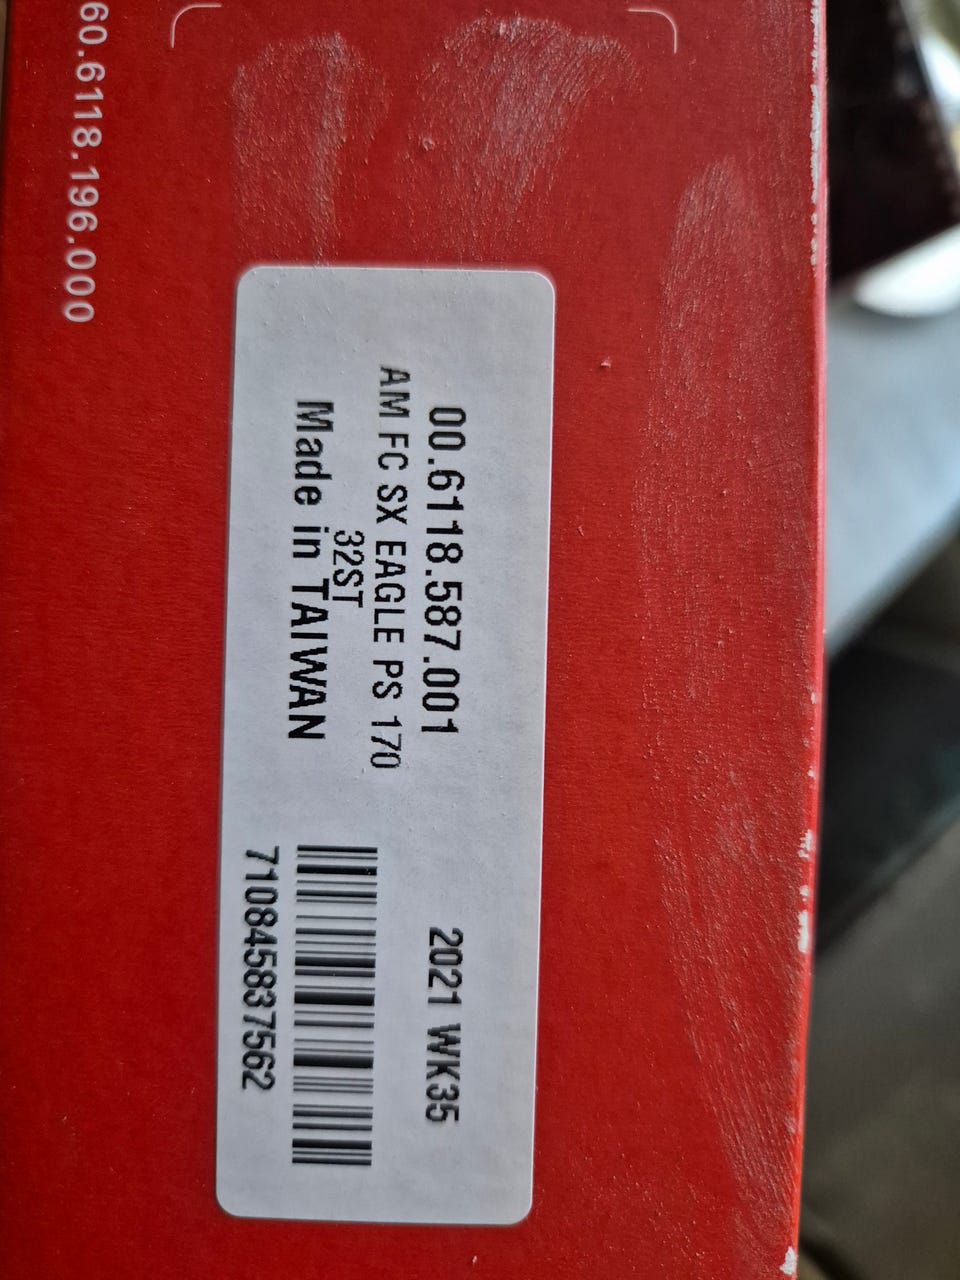 60.6118.196.000
00.6118.587.001
2021 WK35
AM FC SX EAGLE PS 170
32ST
Made in TAIWAN
710845837562